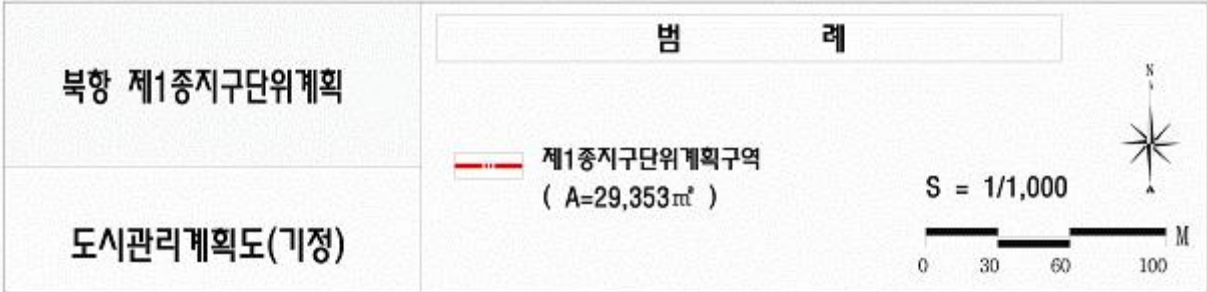 북항 제1종지구단위계획
도시관리계획도(기정)
범 례
제1종지구단위계획구역
( A=29,353㎡ )
N
S = 1/1,000
M
0 30 60 100